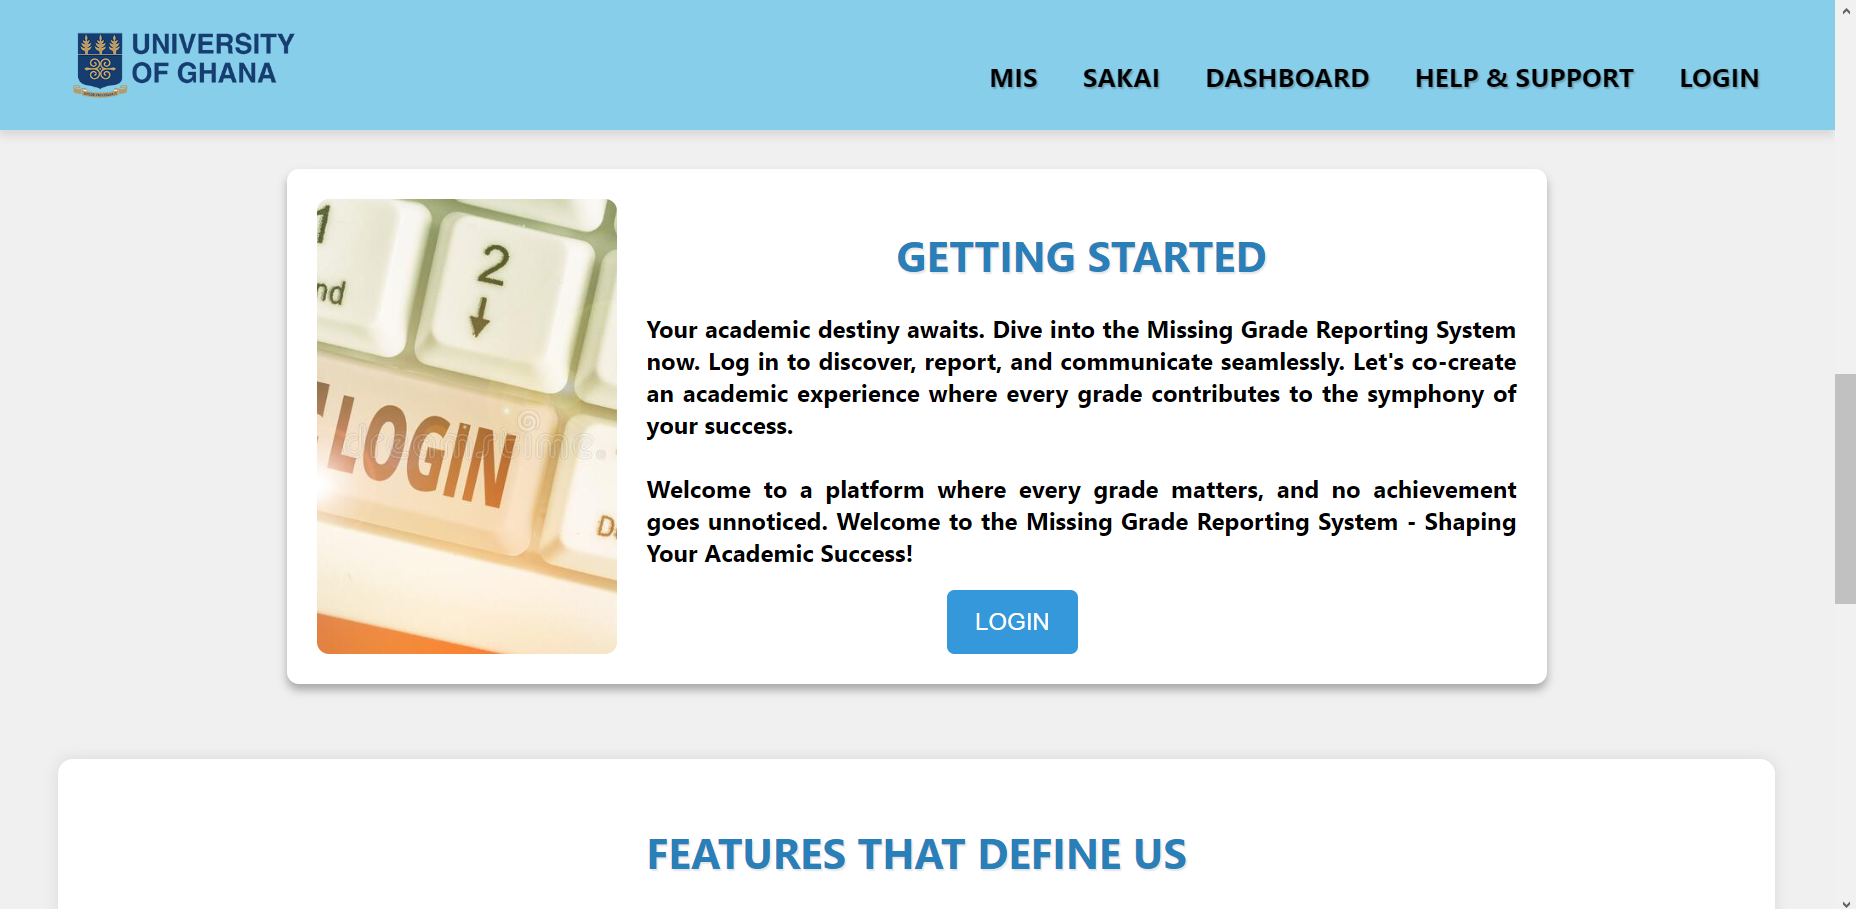 UNIVERSITY
OF GHANA
MIS SAKAI DASHBOARD HELP & SUPPORT LOGIN
1
nd
2
LOGIN
dreamstime.
D
GETTING STARTED
Your academic destiny awaits. Dive into the Missing Grade Reporting System
now. Log in to discover, report, and communicate seamlessly. Let's co-create
an academic experience where every grade contributes to the symphony of
your success.
Welcome to a platform where every grade matters, and no achievement
goes unnoticed. Welcome to the Missing Grade Reporting System - Shaping
Your Academic Success!
LOGIN
FEATURES THAT DEFINE US